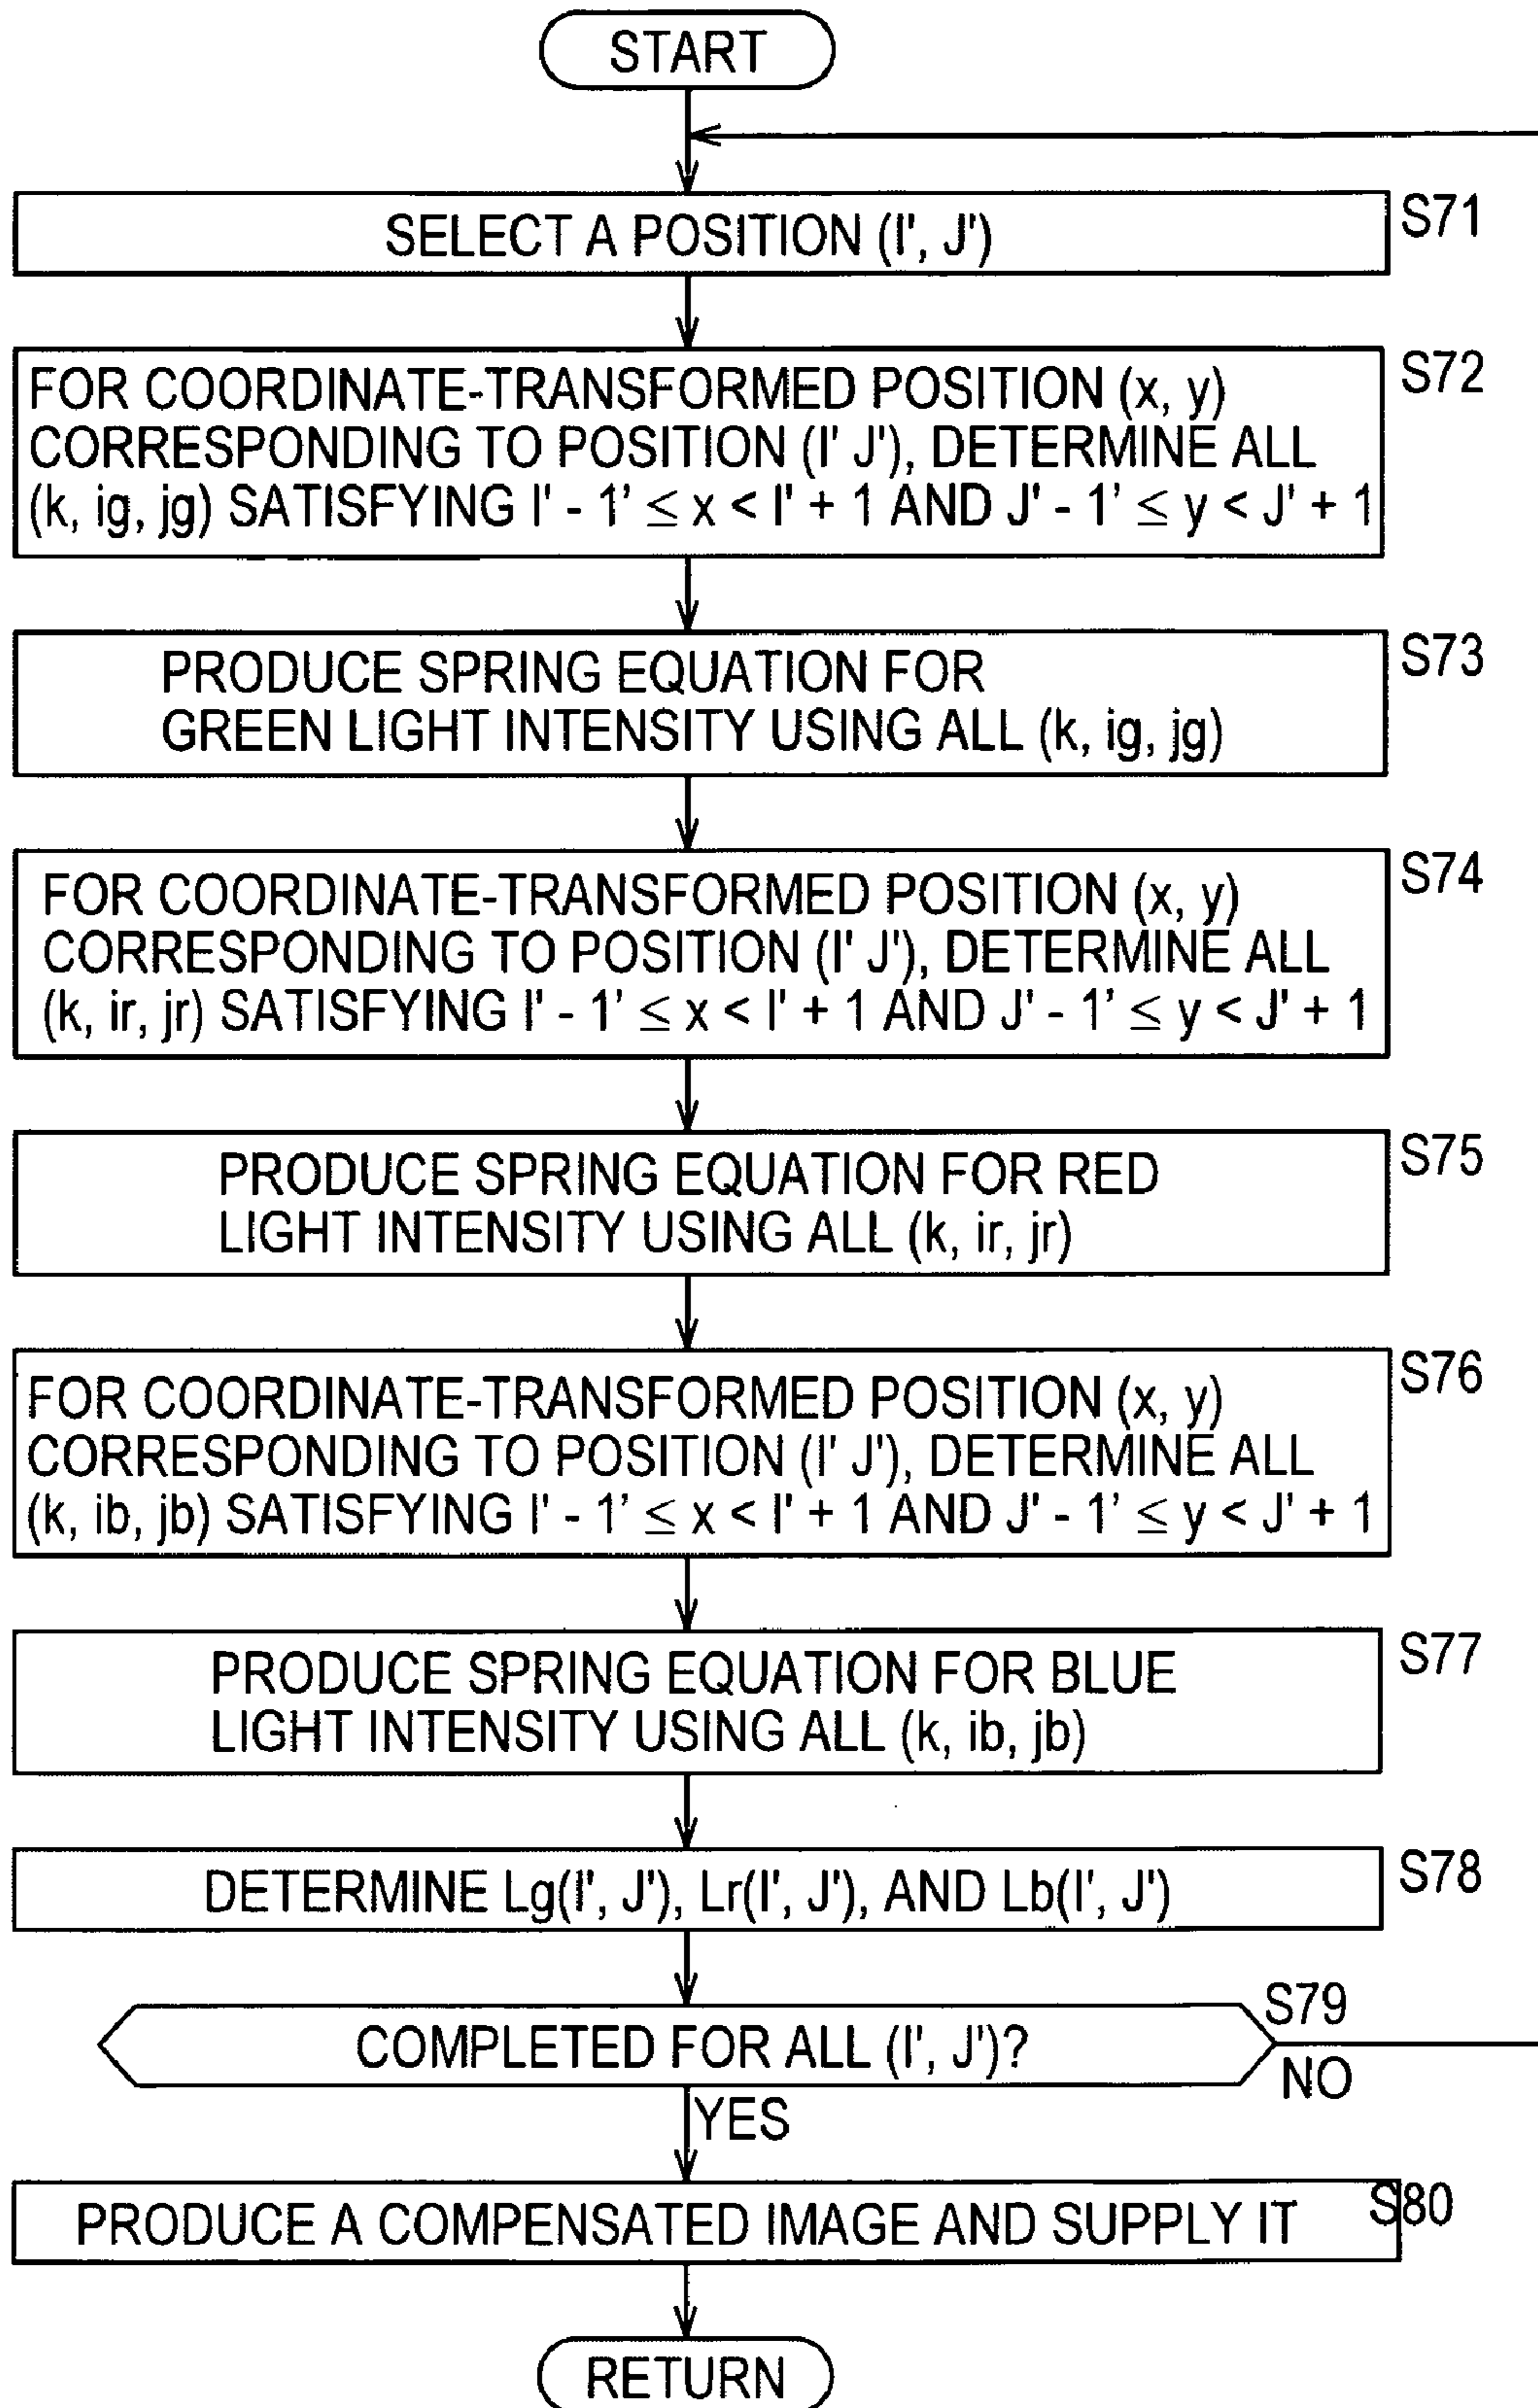 START
SELECT A POSITION (I', J')
S71
FOR COORDINATE-TRANSFORMED POSITION (x, y)
CORRESPONDING TO POSITION (I' J'), DETERMINE ALL
(k, ig, jg) SATISFYING I' - 1' ≤ x < I' + 1 AND J' - 1' ≤ y < J' + 1
S72
PRODUCE SPRING EQUATION FOR
GREEN LIGHT INTENSITY USING ALL (k, ig, jg)
S73
FOR COORDINATE-TRANSFORMED POSITION (x, y)
CORRESPONDING TO POSITION (I' J'), DETERMINE ALL
(k, ir, jr) SATISFYING I' - 1' ≤ x < I' + 1 AND J' - 1' ≤ y < J' + 1
S74
PRODUCE SPRING EQUATION FOR RED
LIGHT INTENSITY USING ALL (k, ir, jr)
S75
FOR COORDINATE-TRANSFORMED POSITION (x, y)
CORRESPONDING TO POSITION (I' J'), DETERMINE ALL
(k, ib, jb) SATISFYING I' - 1' ≤ x < I' + 1 AND J' - 1' ≤ y < J' + 1
S76
PRODUCE SPRING EQUATION FOR BLUE
LIGHT INTENSITY USING ALL (k, ib, jb)
S77
DETERMINE Lg(I', J'), Lr(I', J'), AND Lb(I', J')
S78
COMPLETED FOR ALL (I', J')?
S79
NO
YES
PRODUCE A COMPENSATED IMAGE AND SUPPLY IT
S80
RETURN